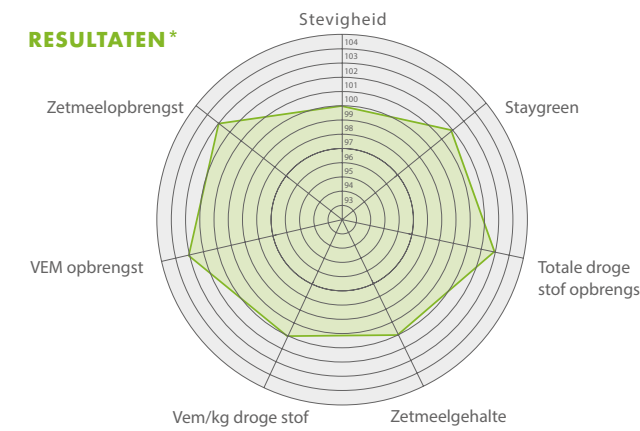 Stevigheid
RESULTATEN*
104
103
102
101
100
99
98
97
96
95
94
93
Zetmeelopbrengst
Staygreen
VEM opbrengst
Totale droge
stof opbrengs
Vem/kg droge stof
Zetmeelgehalte